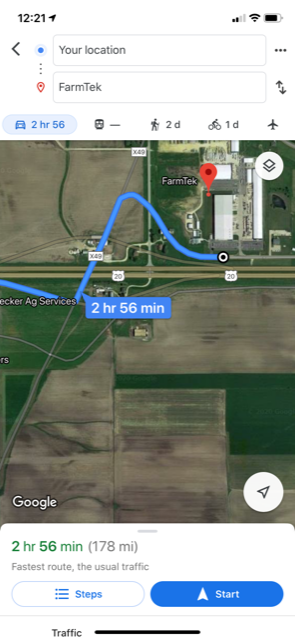 12:21
Your location
FarmTek
2 hr 56
—
2 d
1 d
X49
FarmTek
X49
20
20
ecker Ag Services
2 hr 56 min
rs
Google
2 hr 56 min (178 mi)
Fastest route, the usual traffic
Steps
Start
Traffic